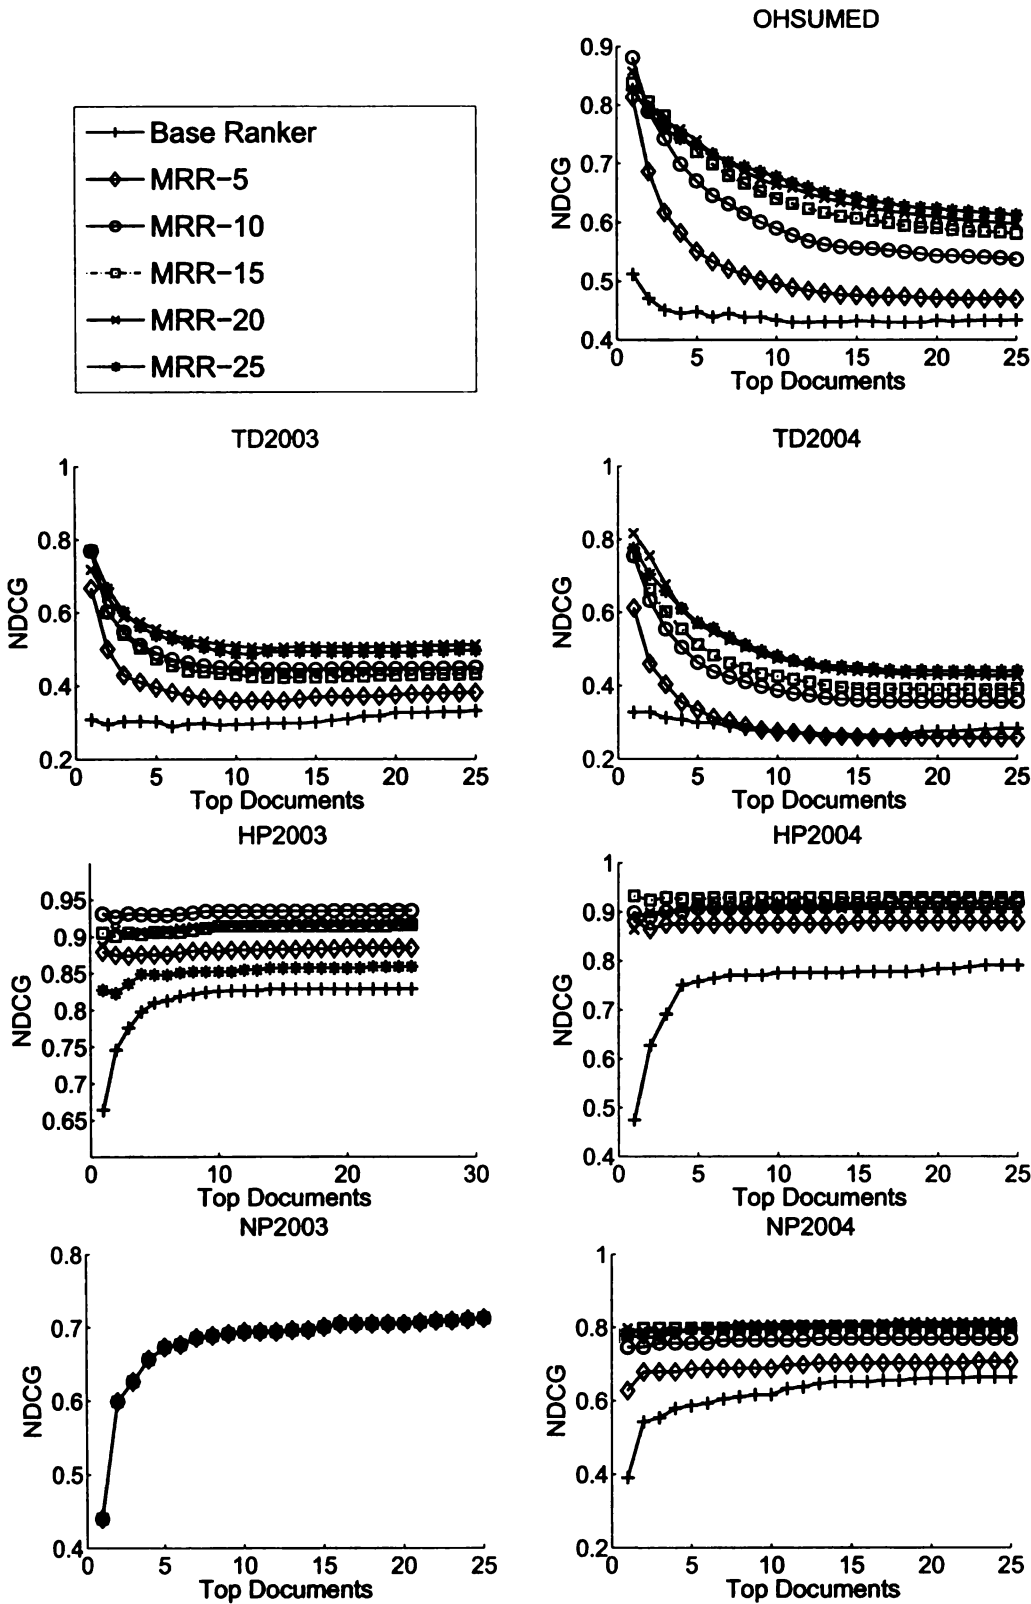 OHSUMED
Base Ranker
MRR-5
MRR-10
MRR-15
MRR-20
MRR-25
NDCG
0.9
0.8
0.7
0.6
0.5
0.4
0 5 10 15 20 25
Top Documents
TD2003
NDCG
1
0.8
0.6
0.4
0.2
0 5 10 15 20 25
Top Documents
TD2004
NDCG
1
0.8
0.6
0.4
0.2
0 5 10 15 20 25
Top Documents
HP2003
NDCG
0.95
0.9
0.85
0.8
0.75
0.7
0.65
0 10 20 30
Top Documents
HP2004
NDCG
1
0.9
0.8
0.7
0.6
0.5
0.4
0 5 10 15 20 25
Top Documents
NP2003
NDCG
0.8
0.7
0.6
0.5
0.4
0 5 10 15 20 25
Top Documents
NP2004
NDCG
1
0.8
0.6
0.4
0.2
0 5 10 15 20 25
Top Documents